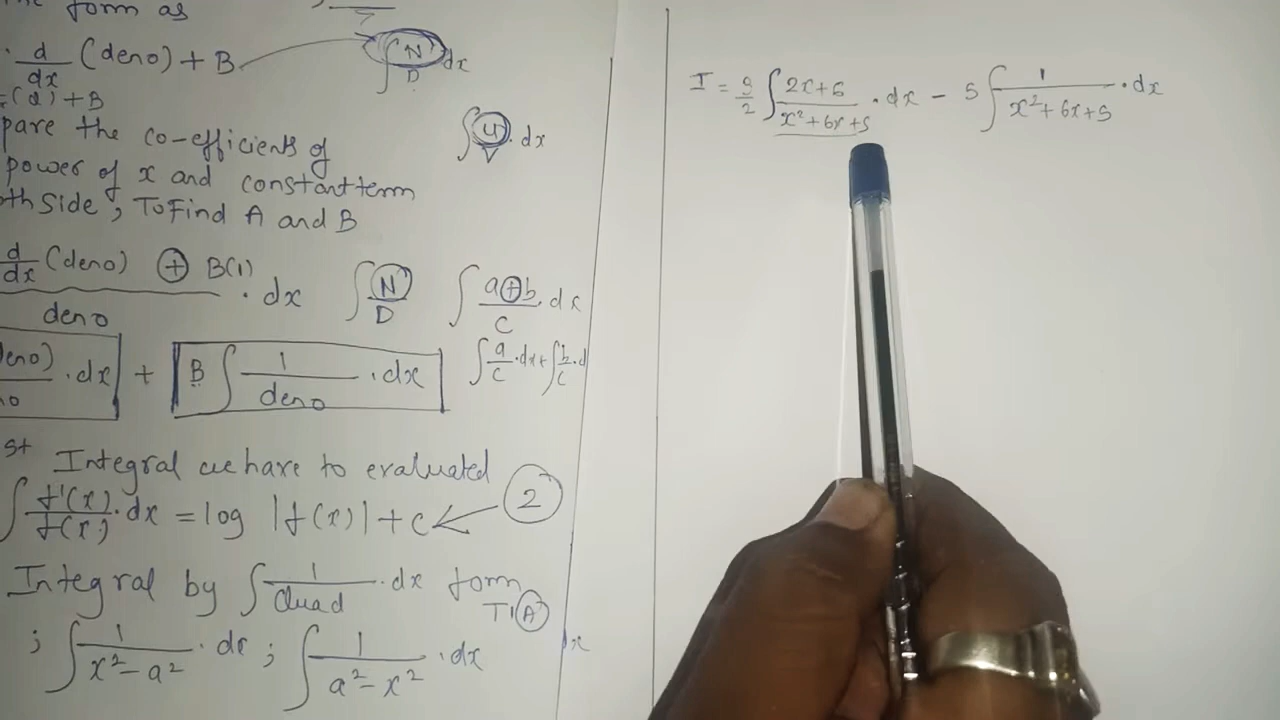 form as
d/dx (deno) + B
∫ N/D dx
(d) + B
pare the co-efficients of
∫ u/v . dx
power of x and constant term
oth side, To Find A and B
d/dx (deno) + B(1) / deno . dx
∫ N/D
∫ a+b/c . dx
. dx + B ∫ 1/deno . dx
∫ a/c . dx + ∫ b/c . d
st Integral we have to evaluated
∫ f'(x)/f(x) . dx = log |f(x)| + c ← 2
Integral by ∫ 1/Quad . dx form
T1 A
; ∫ 1/x²-a² . dx ; ∫ 1/a²-x² . dx
I = 9/2 ∫ 2x+6/x²+6x+5 . dx - 5 ∫ 1/x²+6x+5 . dx